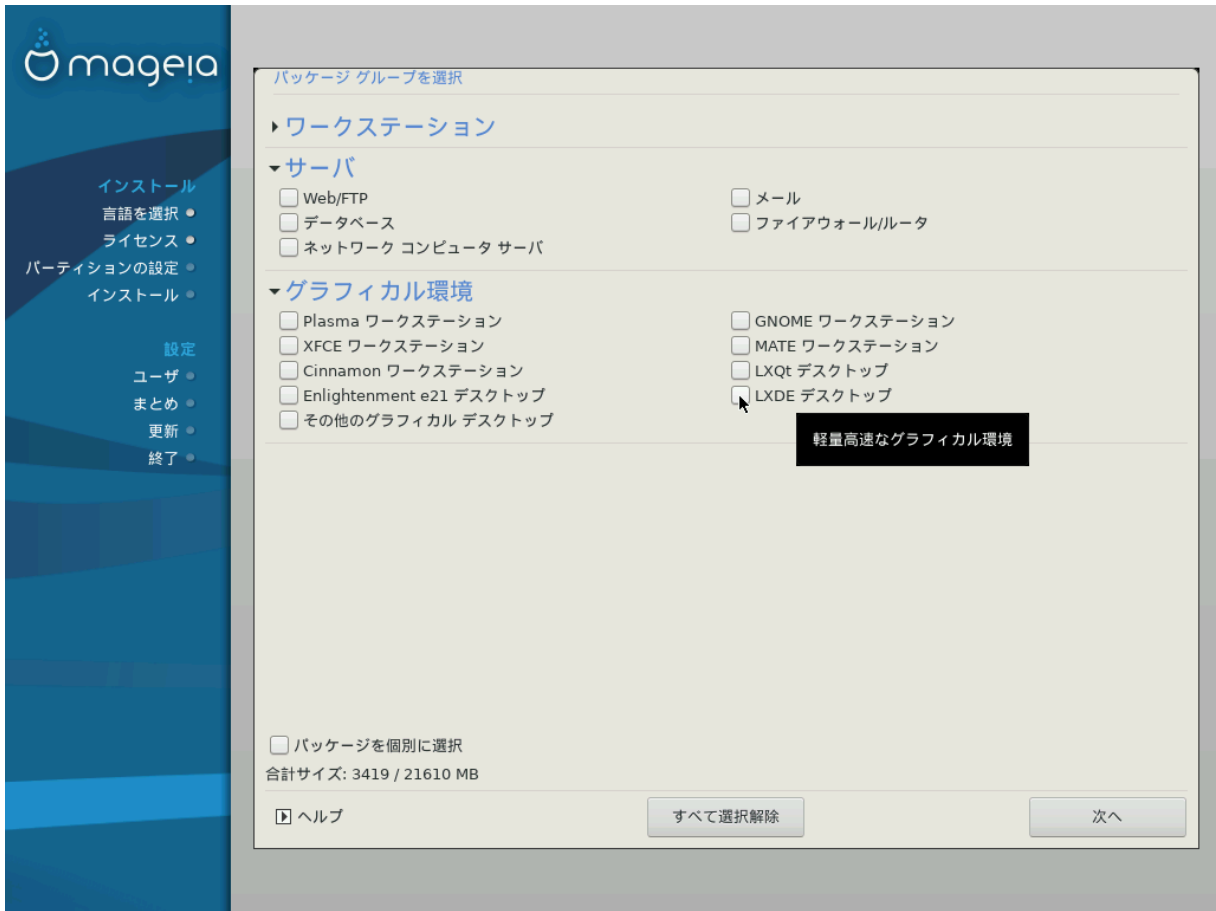 mageia
インストール
言語を選択
ライセンス
パーティションの設定
インストール
設定
ユーザ
まとめ
更新
終了
パッケージ グループを選択
ワークステーション
サーバ
Web/FTP
メール
データベース
ファイアウォール/ルータ
ネットワーク コンピュータ サーバ
グラフィカル環境
Plasma ワークステーション
GNOME ワークステーション
XFCE ワークステーション
MATE ワークステーション
Cinnamon ワークステーション
LXQt デスクトップ
Enlightenment e21 デスクトップ
LXDE デスクトップ
その他のグラフィカル デスクトップ
軽量高速なグラフィカル環境
パッケージを個別に選択
合計サイズ: 3419 / 21610 MB
ヘルプ
すべて選択解除
次へ